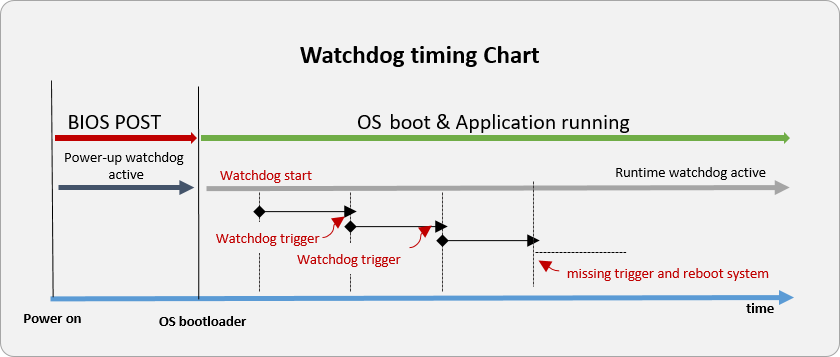 Watchdog timing Chart
BIOS POST
OS boot & Application running
Power-up watchdog
active
Watchdog start
Runtime watchdog active
Watchdog trigger
Watchdog trigger
missing trigger and reboot system
Power on
OS bootloader
time